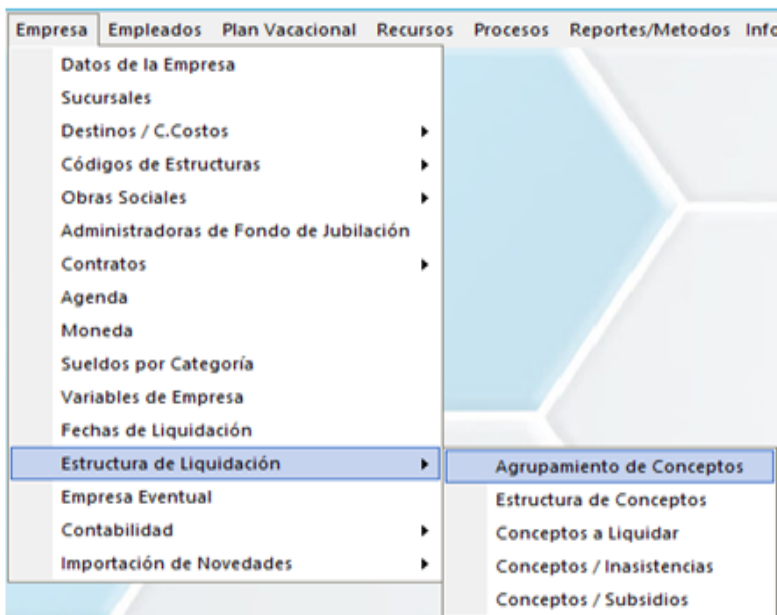 Empresa Empleados Plan Vacacional Recursos Procesos Reportes/Metodos Info
Datos de la Empresa
Sucursales
Destinos / C.Costos
Códigos de Estructuras
Obras Sociales
Administradoras de Fondo de Jubilación
Contratos
Agenda
Moneda
Sueldos por Categoría
Variables de Empresa
Fechas de Liquidación
Estructura de Liquidación
Empresa Eventual
Contabilidad
Importación de Novedades
Agrupamiento de Conceptos
Estructura de Conceptos
Conceptos a Liquidar
Conceptos / Inasistencias
Conceptos / Subsidios